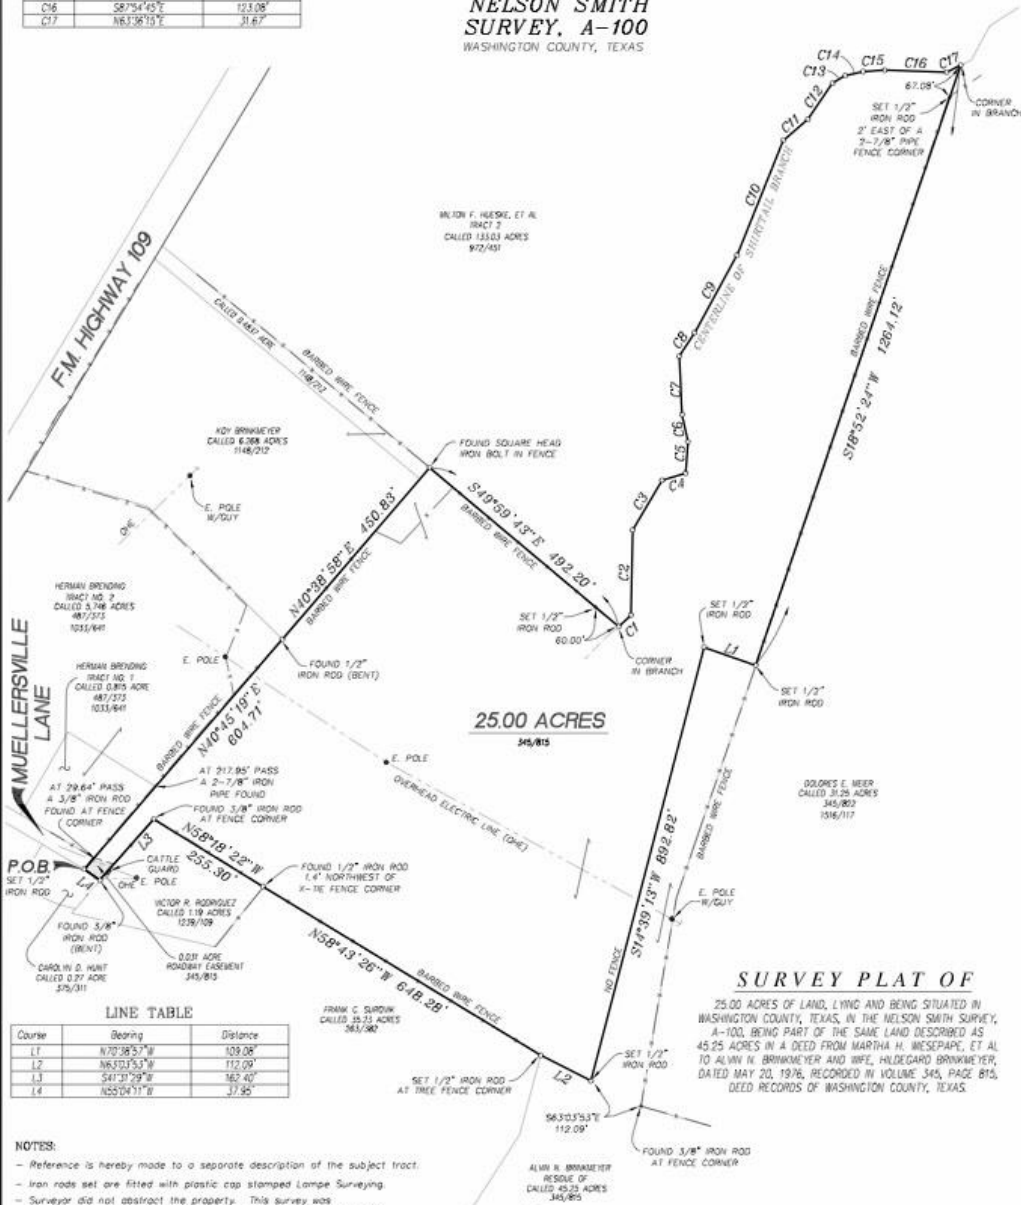 C16 S87°54'45"E 123.08'
C17 N63°36'15"E 31.67'
NELSON SMITH
SURVEY, A-100
WASHINGTON COUNTY, TEXAS
C14
C15
C16
C17
C13
C12
C11
67.08'
CORNER
IN BRANCH
SET 1/2"
IRON ROD
2' EAST OF A
2-7/8" PIPE
FENCE CORNER
C10
CENTERLINE OF SHIRTTAIL BRANCH
MILTON F. HUESKE, ET AL
TRACT 2
CALLED 133.03 ACRES
972/451
F.M. HIGHWAY 109
CALLED 0.4837 ACRE
1148/212
BARBED WIRE FENCE
C9
C8
C7
C6
C5
C4
C3
C2
C1
BARBED WIRE FENCE
S18°52'24"W 1264.12'
KOY BRINKMEYER
CALLED 6.268 ACRES
1148/212
FOUND SQUARE HEAD
IRON BOLT IN FENCE
E. POLE
W/GUY
OHE
N40°38'58"E 450.83'
BARBED WIRE FENCE
S49°59'43"E 492.20'
BARBED WIRE FENCE
HERMAN BRENDING
TRACT NO. 2
CALLED 5.746 ACRES
487/573
1033/641
SET 1/2"
IRON ROD
60.00'
SET 1/2"
IRON ROD
L1
CORNER
IN BRANCH
SET 1/2"
IRON ROD
E. POLE
FOUND 1/2"
IRON ROD (BENT)
MUELLERSVILLE
LANE
HERMAN BRENDING
TRACT NO. 1
CALLED 0.815 ACRE
487/573
1033/641
BARBED WIRE FENCE
N40°45'19"E
604.71'
25.00 ACRES
345/815
E. POLE
OVERHEAD ELECTRIC LINE (OHE)
AT 29.64' PASS
A 3/8" IRON ROD
FOUND AT FENCE
CORNER
AT 217.95' PASS
A 2-7/8" IRON
PIPE FOUND
FOUND 3/8" IRON ROD
AT FENCE CORNER
DOLORES E. MEIER
CALLED 31.25 ACRES
345/802
1516/117
BARBED WIRE FENCE
S14°39'13"W 892.82'
NO FENCE
L3
N58°18'22"W
255.30'
P.O.B.
SET 1/2"
IRON ROD
CATTLE
GUARD
L4
OHE
E. POLE
FOUND 1/2" IRON ROD
1.4' NORTHWEST OF
X-TIE FENCE CORNER
E. POLE
W/GUY
VICTOR R. RODRIGUEZ
CALLED 1.19 ACRES
1239/109
FOUND 3/8"
IRON ROD
(BENT)
0.031 ACRE
ROADWAY EASEMENT
345/815
CAROLYN D. HUNT
CALLED 0.27 ACRE
375/311
N58°43'26"W 648.28'
BARBED WIRE FENCE
SURVEY PLAT OF
25.00 ACRES OF LAND, LYING AND BEING SITUATED IN
WASHINGTON COUNTY, TEXAS, IN THE NELSON SMITH SURVEY,
A-100, BEING PART OF THE SAME LAND DESCRIBED AS
45.25 ACRES IN A DEED FROM MARTHA H. WIESEPAPE, ET AL
TO ALVIN N. BRINKMEYER AND WIFE, HILDEGARD BRINKMEYER,
DATED MAY 20, 1976, RECORDED IN VOLUME 345, PAGE 815,
DEED RECORDS OF WASHINGTON COUNTY, TEXAS.
LINE TABLE
Course Bearing Distance
L1 N70°38'57"W 109.08'
L2 N63°03'53"W 112.09'
L3 S41°31'29"W 162.40'
L4 N55°04'11"W 37.95'
FRANK C.
CALLED 35.23 ACRES
SET 1/2" IRON ROD
AT TREE FENCE CORNER
L2
SET 1/2"
IRON ROD
S63°03'53"E
112.09'
FOUND 3/8" IRON ROD
AT FENCE CORNER
ALVIN N. BRINKMEYER
RESIDUE OF
CALLED 45.25 ACRES
345/815
NOTES:
- Reference is hereby made to a separate description of the subject tract.
- Iron rods set are fitted with plastic cap stamped Lampe Surveying.
- Surveyor did not abstract the property. This survey was